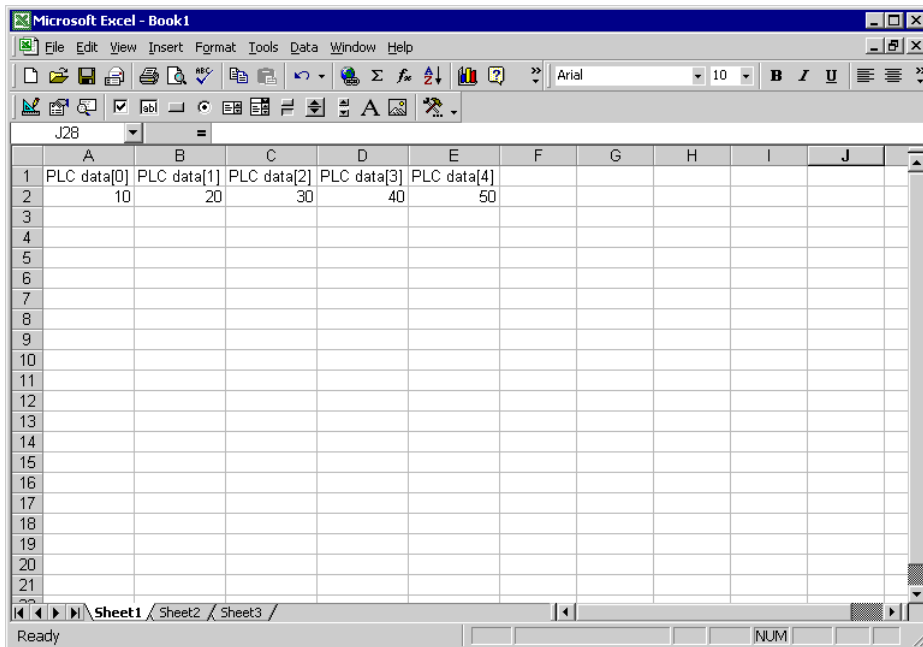 Microsoft Excel - Book1
File Edit View Insert Format Tools Data Window Help
Arial 10 B I U
ABC
ab
A
J28 =
A B C D E F G H I J
1 PLC data[0] PLC data[1] PLC data[2] PLC data[3] PLC data[4]
2 10 20 30 40 50
3
4
5
6
7
8
9
10
11
12
13
14
15
16
17
18
19
20
21
Sheet1 Sheet2 Sheet3
Ready NUM